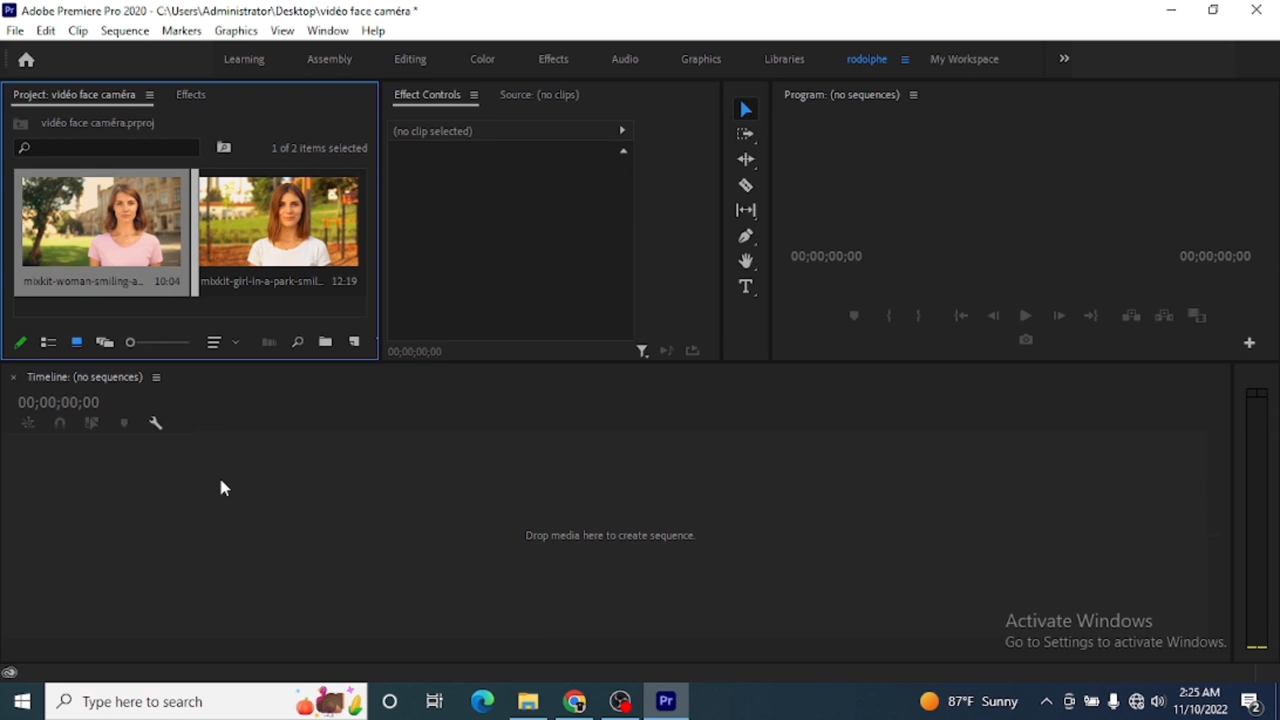 Adobe Premiere Pro 2020 - C:\Users\Administrator\Desktop\vidéo face caméra *
File Edit Clip Sequence Markers Graphics View Window Help
Learning Assembly Editing Color Effects Audio Graphics Libraries rodolphe My Workspace
Project: vidéo face caméra Effects
Effect Controls Source: (no clips)
Program: (no sequences)
vidéo face caméra.prproj
(no clip selected)
1 of 2 items selected
mixkit-woman-smiling-a... 10:04
mixkit-girl-in-a-park-smil... 12:19
00;00;00;00 00;00;00;00
00;00;00;00
Timeline: (no sequences)
00;00;00;00
Drop media here to create sequence.
Activate Windows
Go to Settings to activate Windows.
Type here to search
87°F Sunny
2:25 AM
11/10/2022
2